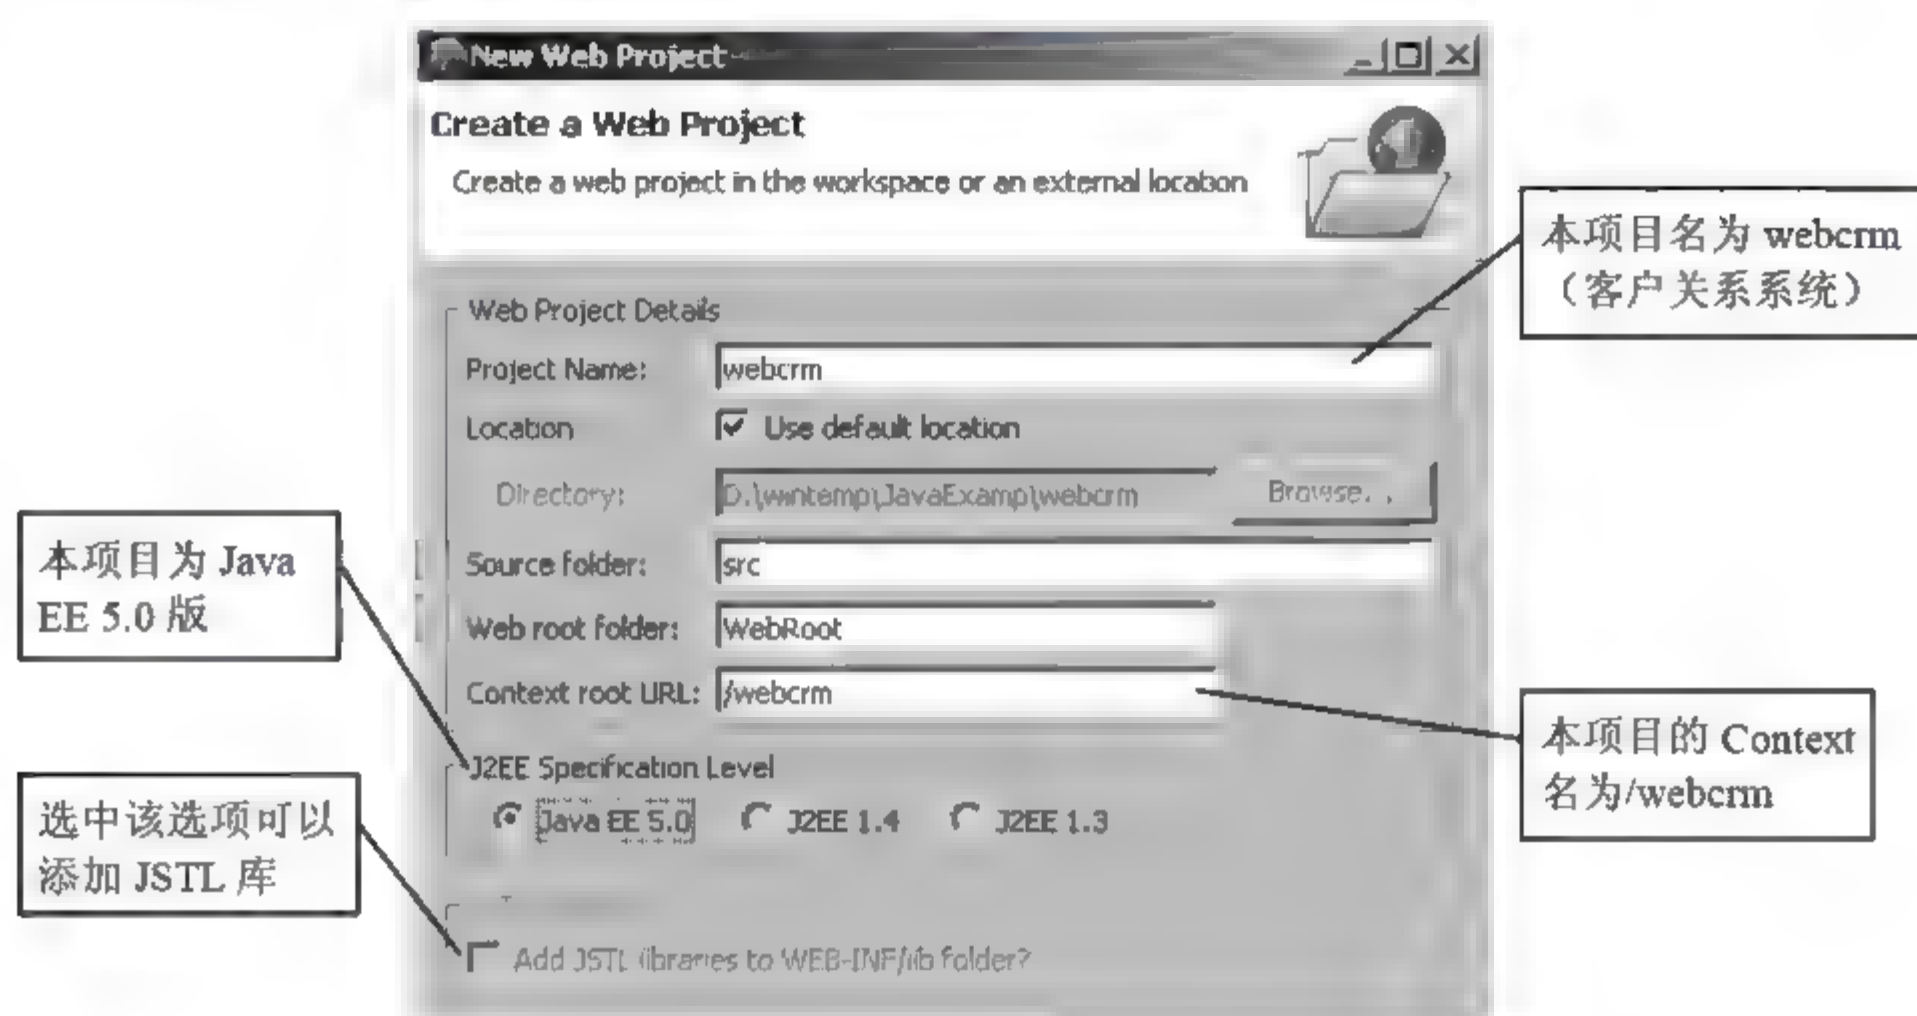 New Web Project
Create a Web Project
Create a web project in the workspace or an external location
本项目名为 webcrm
（客户关系系统）
Web Project Details
Project Name: webcrm
Location Use default location
Directory: D:\wintemp\JavaExamp\webcrm Browse...
本项目为 Java
EE 5.0 版
Source folder: src
Web root folder: WebRoot
Context root URL: /webcrm
本项目的 Context
名为/webcrm
J2EE Specification Level
Java EE 5.0 J2EE 1.4 J2EE 1.3
选中该选项可以
添加 JSTL 库
Add JSTL libraries to WEB-INF/lib folder?